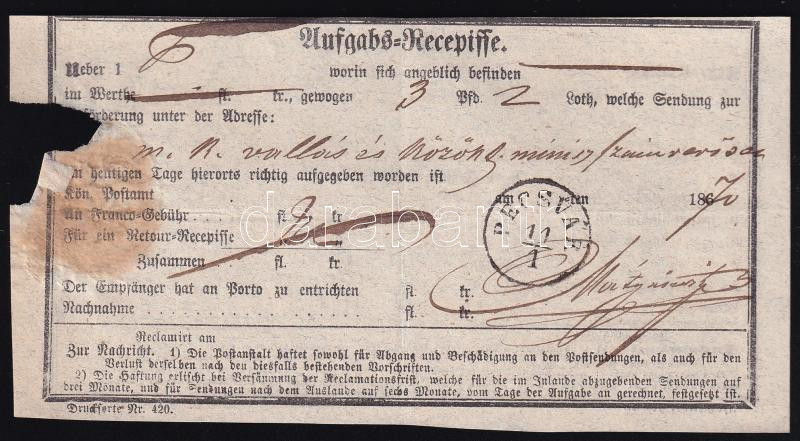 Aufgabs-Recepisse.
Ueber 1 P worin sich angeblich befinden
im Werthe fl. kr., gewogen 3 Pfd. 2 Loth, welche Sendung zur
förderung unter der Adresse:
m. k. vallás és közokt. minisz
heutigen Tage hierorts richtig aufgegeben worden ist
Kön. Postamt am ten 1870
An Franco-Gebühr fl. kr
Für ein Retour-Recepisse
Zusammen fl. kr.
PECSVÁR
11
1
Der Empfänger hat an Porto zu entrichten fl. kr.
Nachnahme fl. kr.
Reclamirt am
Zur Nachricht. 1) Die Postanstalt haftet sowohl für Abgang und Beschädigung an den Postsendungen, als auch für den
Verlust derselben nach den diesfalls bestehenden Vorschriften.
2) Die Haftung erlischt bei Versäumung der Reclamationsfrist, welche für die im Inlande abzugebenden Sendungen auf
drei Monate, und für Sendungen nach dem Auslande auf sechs Monate, vom Tage der Aufgabe an gerechnet, festgesetzt ist.
Drucksorte Nr. 420.
darabanth